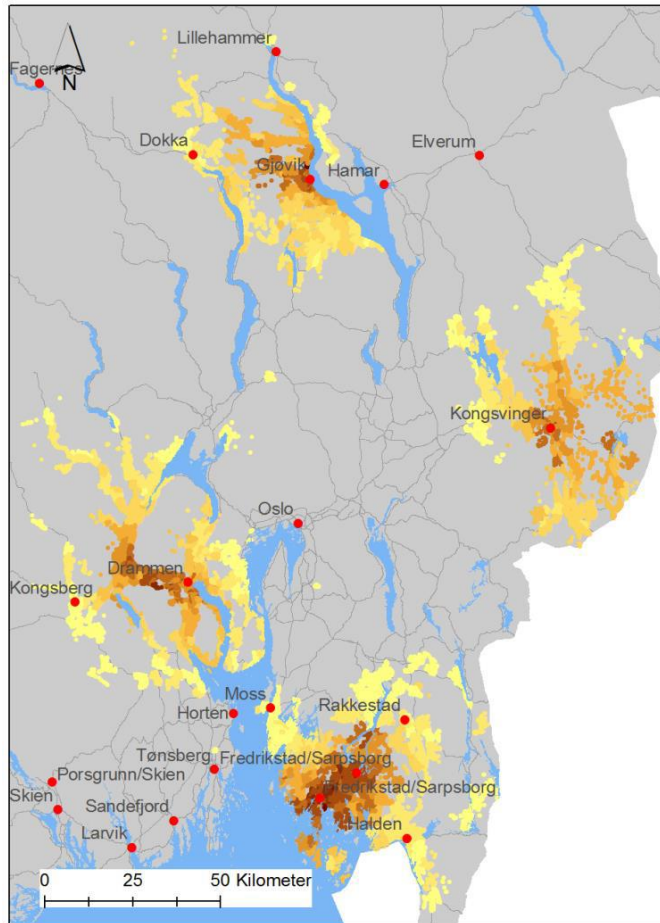 Lillehammer
Fagernes
N
Dokka
Elverum
Gjøvik
Hamar
Kongsvinger
Oslo
Drammen
Kongsberg
Moss
Horten
Rakkestad
Tønsberg
Fredrikstad/Sarpsborg
Porsgrunn/Skien
Fredrikstad/Sarpsborg
Skien
Sandefjord
Halden
Larvik
0 25 50 Kilometer